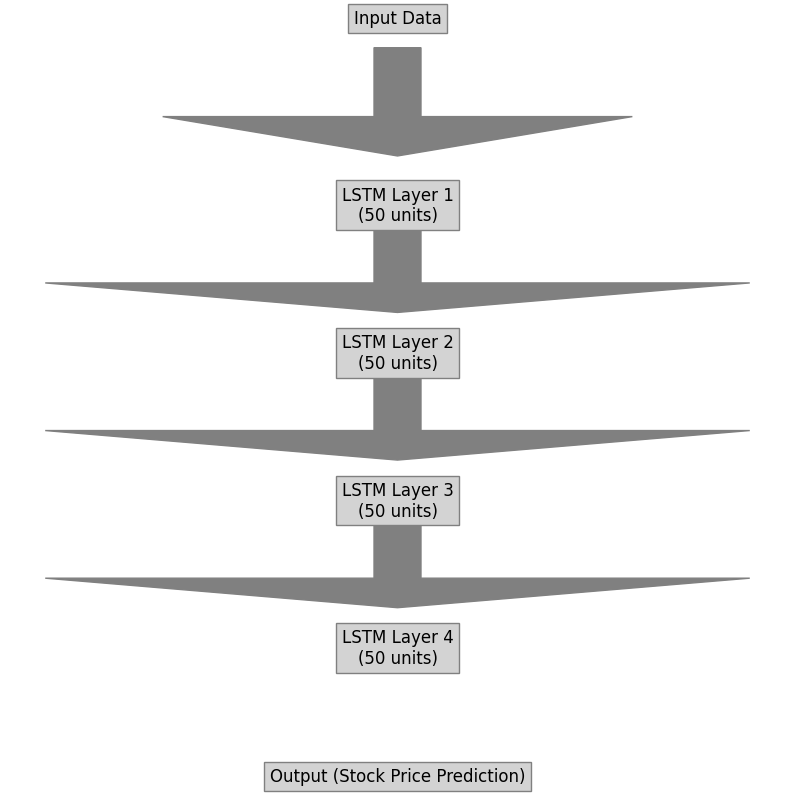 Input Data
LSTM Layer 1
(50 units)
LSTM Layer 2
(50 units)
LSTM Layer 3
(50 units)
LSTM Layer 4
(50 units)
Output (Stock Price Prediction)